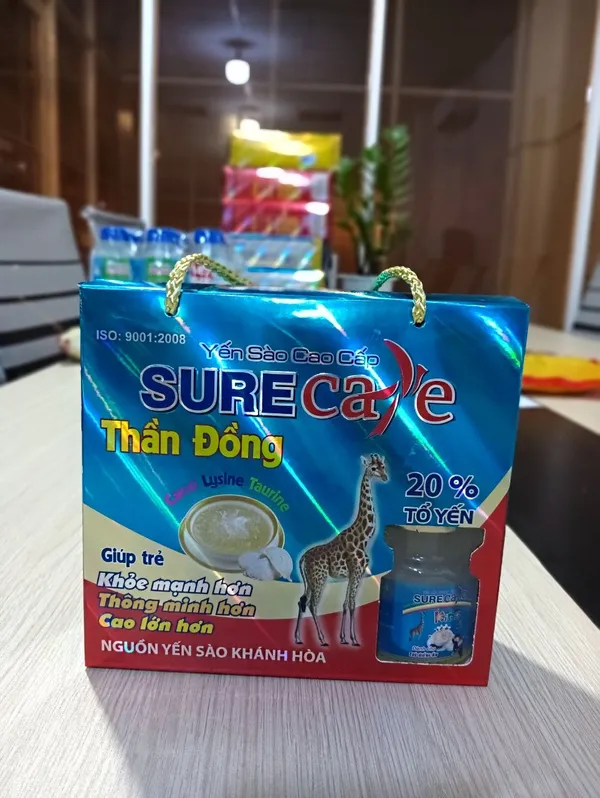 ISO: 9001:2008
Yến Sào Cao Cấp
SUREcare
Thần Đồng
Lysine Taurine
20 %
TỔ YẾN
Giúp trẻ
Khỏe mạnh hơn
Thông minh hơn
Cao lớn hơn
NGUỒN YẾN SÀO KHÁNH HÒA
SURE